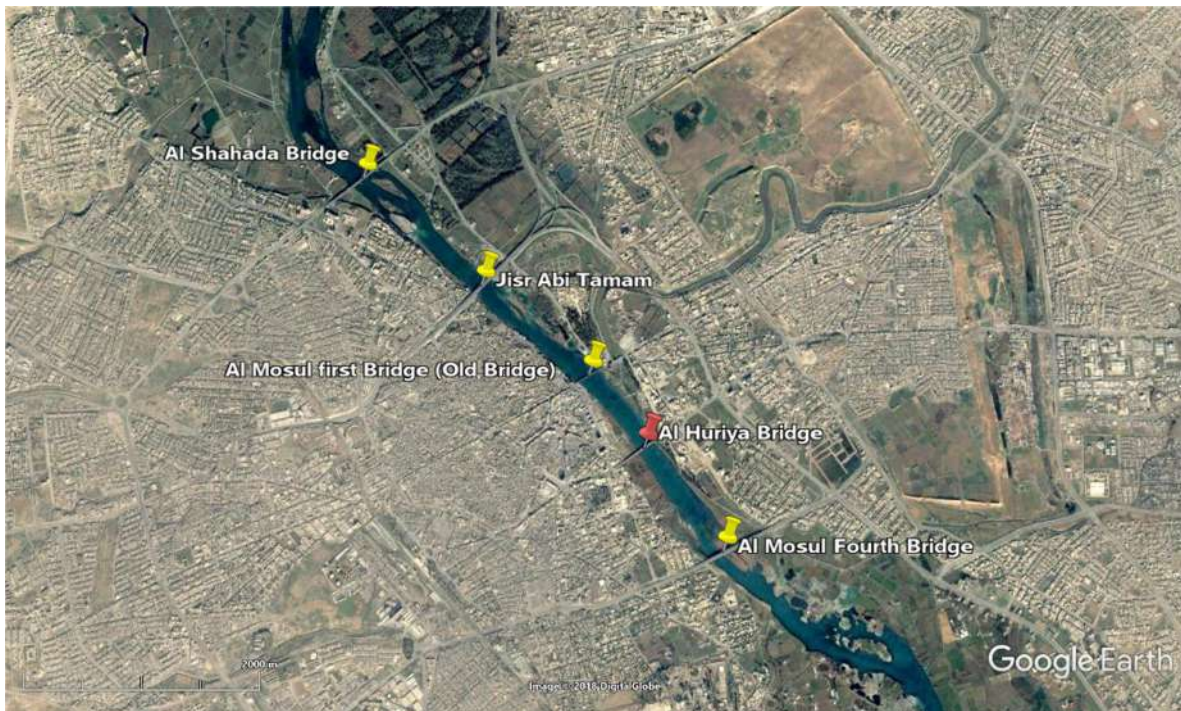 Al Shahada Bridge
Jisr Abi Tamam
Al Mosul first Bridge (Old Bridge)
Al Huriya Bridge
Al Mosul Fourth Bridge
2000 m
Image © 2018 DigitalGlobe
Google Earth